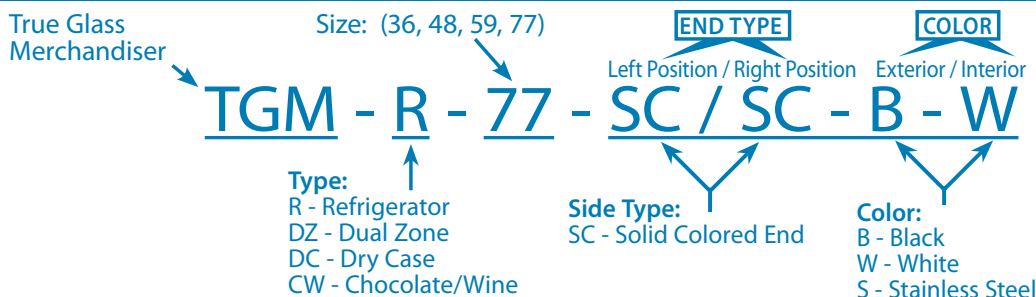 True Glass
Merchandiser
Size: (36, 48, 59, 77)
END TYPE
COLOR
Left Position / Right Position
Exterior / Interior
TGM - R - 77 - SC / SC - B - W
Type:
R - Refrigerator
DZ - Dual Zone
DC - Dry Case
CW - Chocolate/Wine
Side Type:
SC - Solid Colored End
Color:
B - Black
W - White
S - Stainless Steel